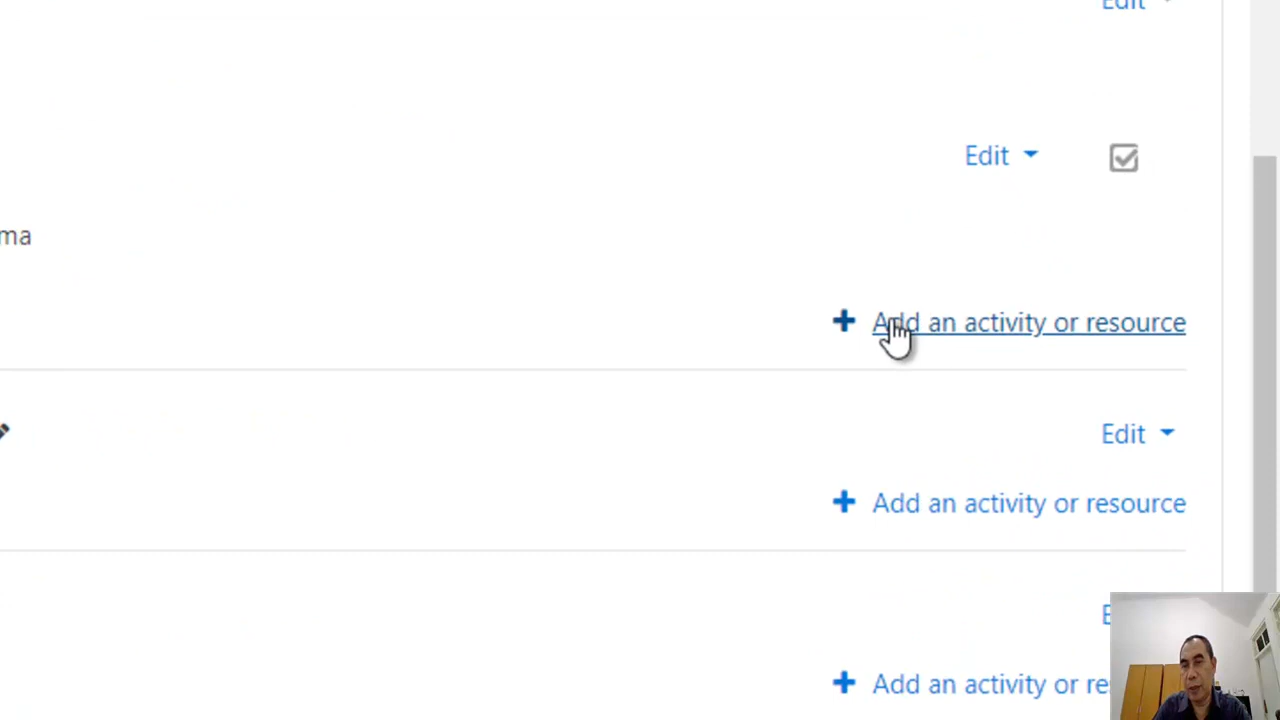 Edit
Edit
ma
Add an activity or resource
Edit
Add an activity or resource
Add an activity or re